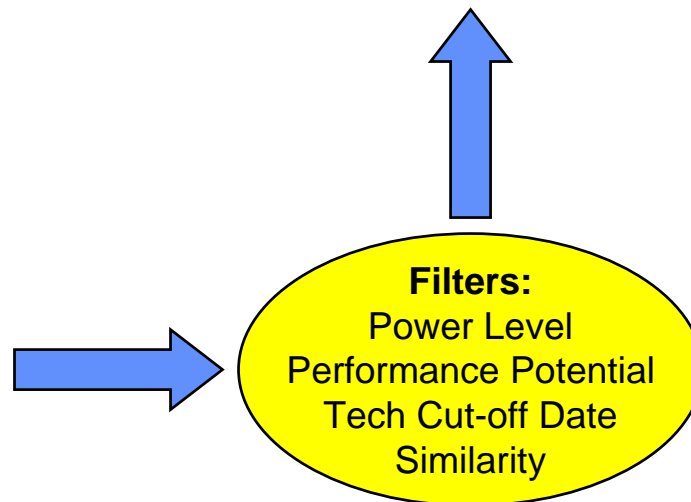 Filters:
Power Level
Performance Potential
Tech Cut-off Date
Similarity